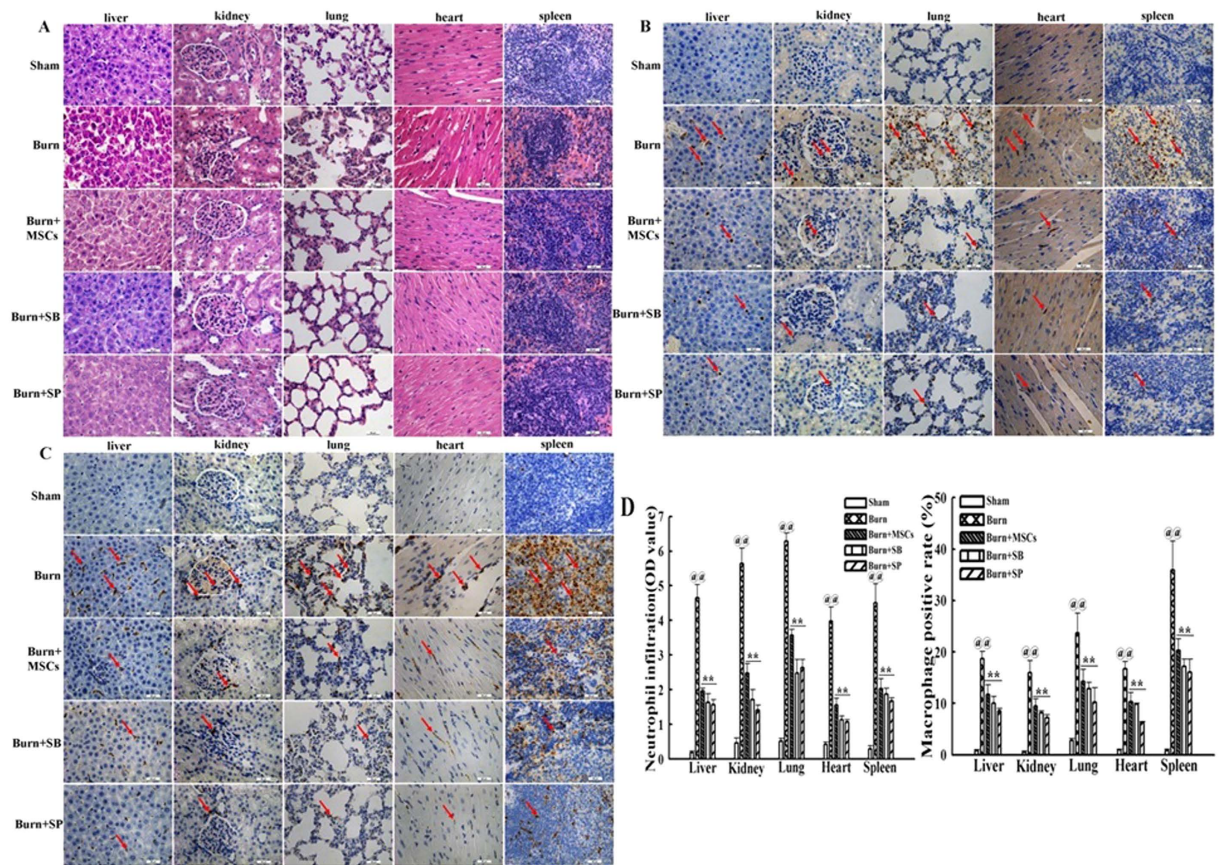 A liver kidney lung heart spleen
Sham
Burn
Burn+
MSCs
Burn+SB
Burn+SP
B liver kidney lung heart spleen
Sham
Burn
Burn+
MSCs
Burn+SB
Burn+SP
C liver kidney lung heart spleen
Sham
Burn
Burn+
MSCs
Burn+SB
Burn+SP
D
Neutrophil infiltration(OD value)
7
6
5
4
3
2
1
0
Sham
Burn
Burn+MSCs
Burn+SB
Burn+SP
@@ @@ @@ @@ @@
** ** ** ** **
Liver Kidney Lung Heart Spleen
Macrophage positive rate (%)
50
40
30
20
10
0
Sham
Burn
Burn+MSCs
Burn+SB
Burn+SP
@@ @@ @@ @@ @@
** ** ** ** **
Liver Kidney Lung Heart Spleen